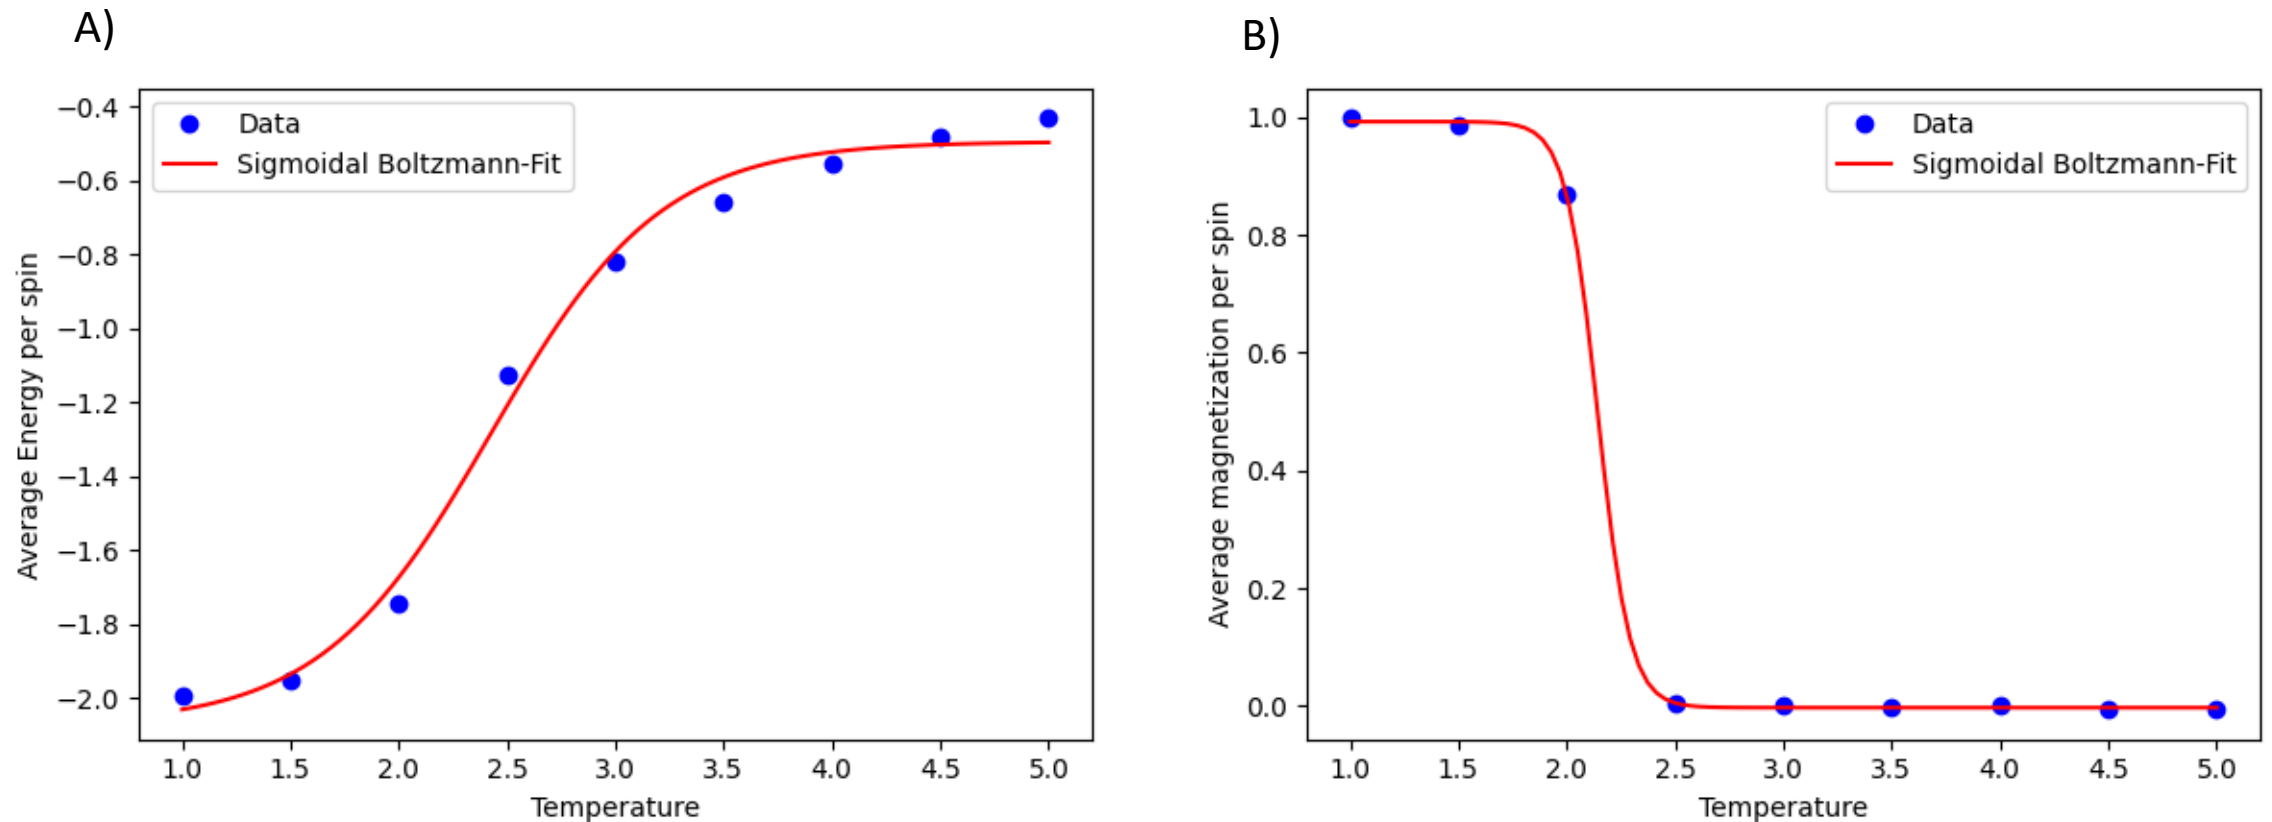 A)
B)
Data
Sigmoidal Boltzmann-Fit
Average Energy per spin
−0.4
−0.6
−0.8
−1.0
−1.2
−1.4
−1.6
−1.8
−2.0
1.0 1.5 2.0 2.5 3.0 3.5 4.0 4.5 5.0
Temperature
Data
Sigmoidal Boltzmann-Fit
Average magnetization per spin
1.0
0.8
0.6
0.4
0.2
0.0
1.0 1.5 2.0 2.5 3.0 3.5 4.0 4.5 5.0
Temperature